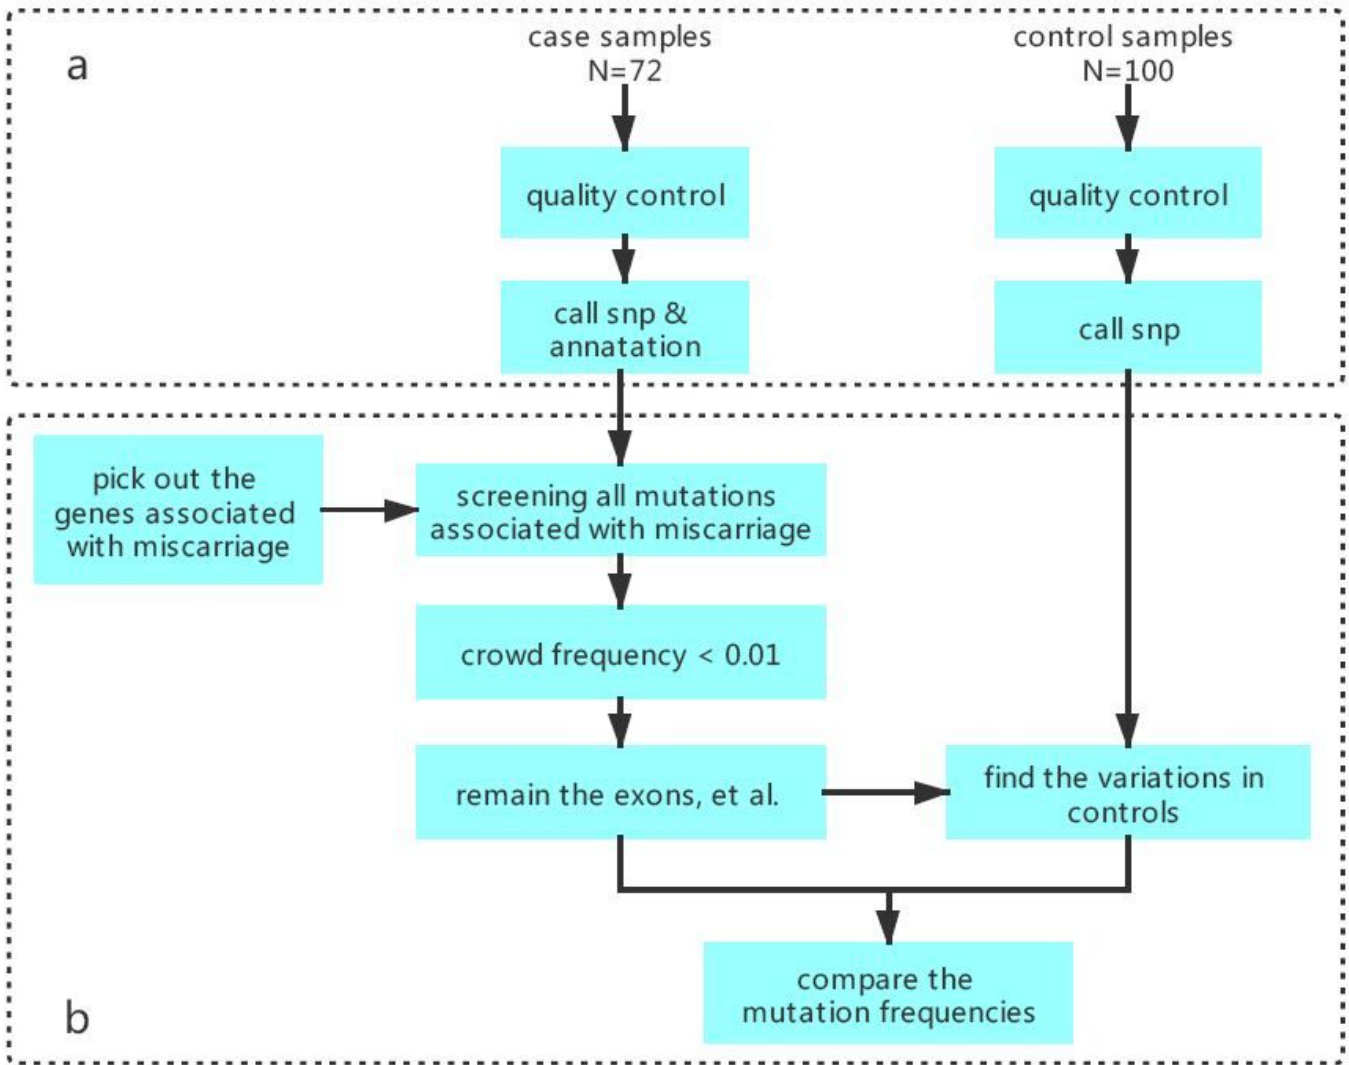 a
case samples
N=72
control samples
N=100
quality control
quality control
call snp &
annatation
call snp
pick out the
genes associated
with miscarriage
screening all mutations
associated with miscarriage
crowd frequency < 0.01
remain the exons, et al.
find the variations in
controls
compare the
mutation frequencies
b